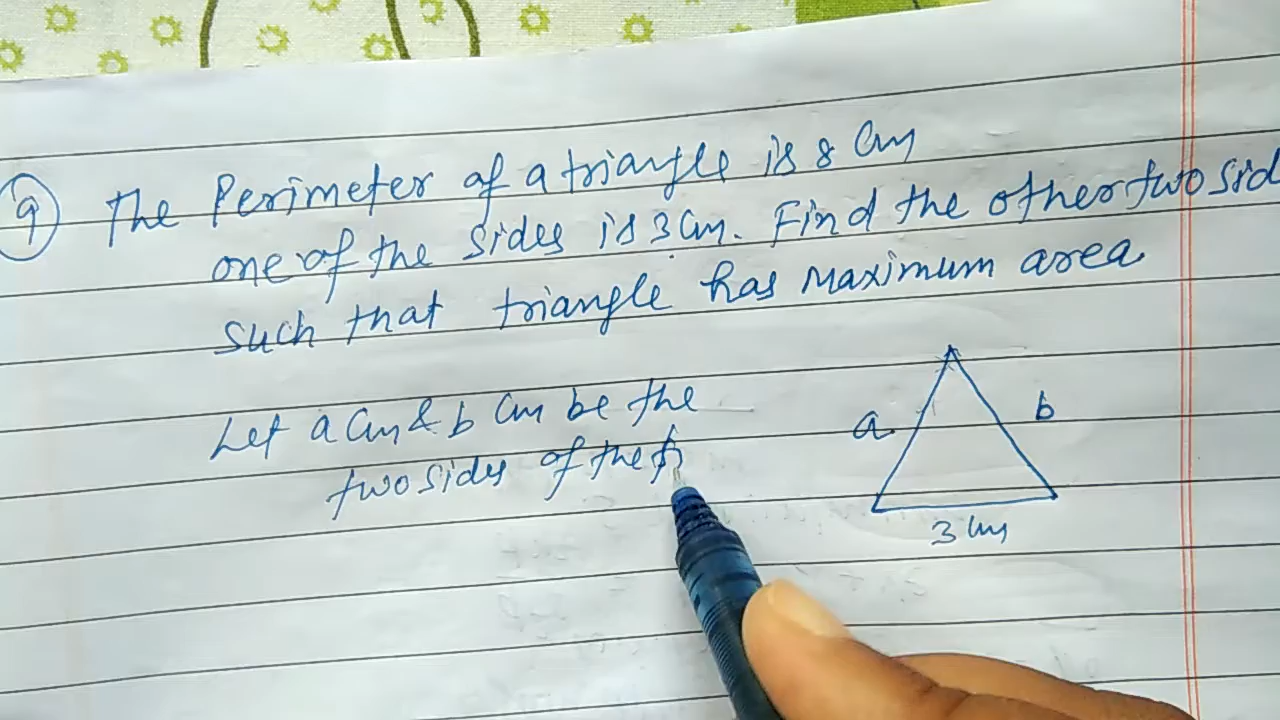 9 The Perimeter of a triangle is 8 Cm
one of the sides is 3 Cm. Find the other two sid
such that triangle has maximum area
Let a Cm & b Cm be the
two sides of the
a
b
3 Cm